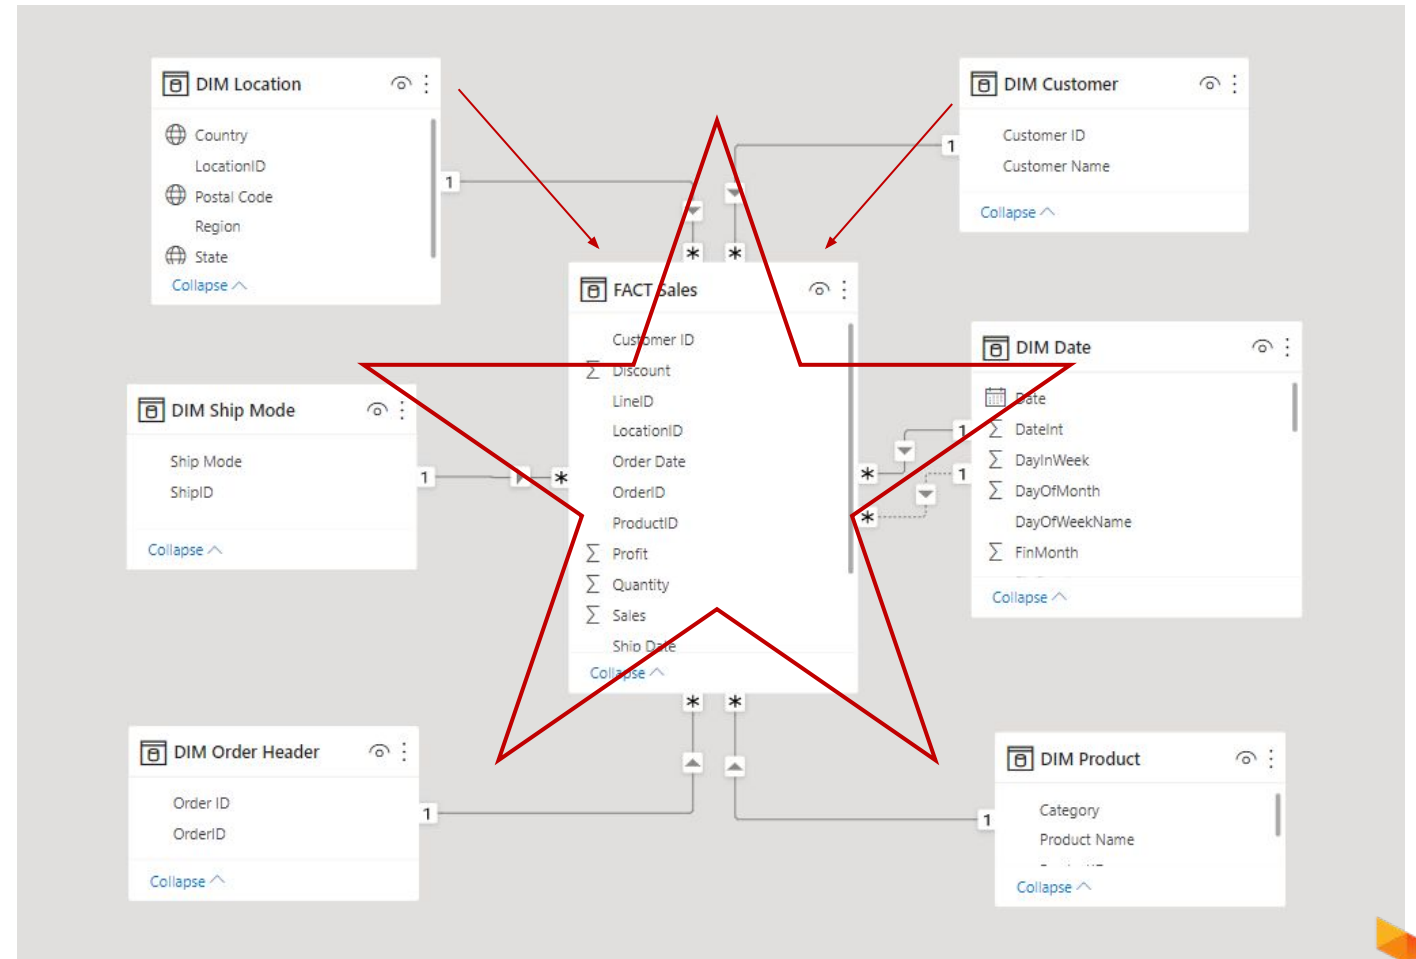 DIM Location
Country
LocationID
Postal Code
Region
State
Collapse
1
DIM Customer
Customer ID
Customer Name
Collapse
1
*
*
FACT Sales
Customer ID
Discount
LineID
LocationID
Order Date
OrderID
ProductID
Profit
Quantity
Sales
Ship Date
Collapse
DIM Date
Date
DateInt
DayInWeek
DayOfMonth
DayOfWeekName
FinMonth
Collapse
1
1
*
*
DIM Ship Mode
Ship Mode
ShipID
Collapse
1
*
*
*
DIM Order Header
Order ID
OrderID
Collapse
1
DIM Product
Category
Product Name
Collapse
1